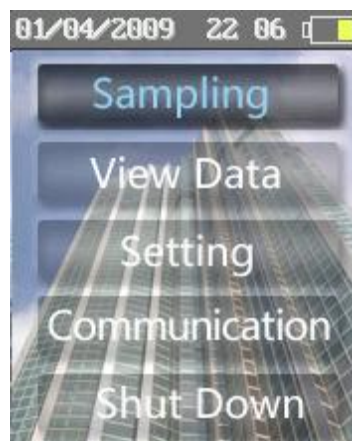 01/04/2009 22 06
Sampling
View Data
Setting
Communication
Shut Down